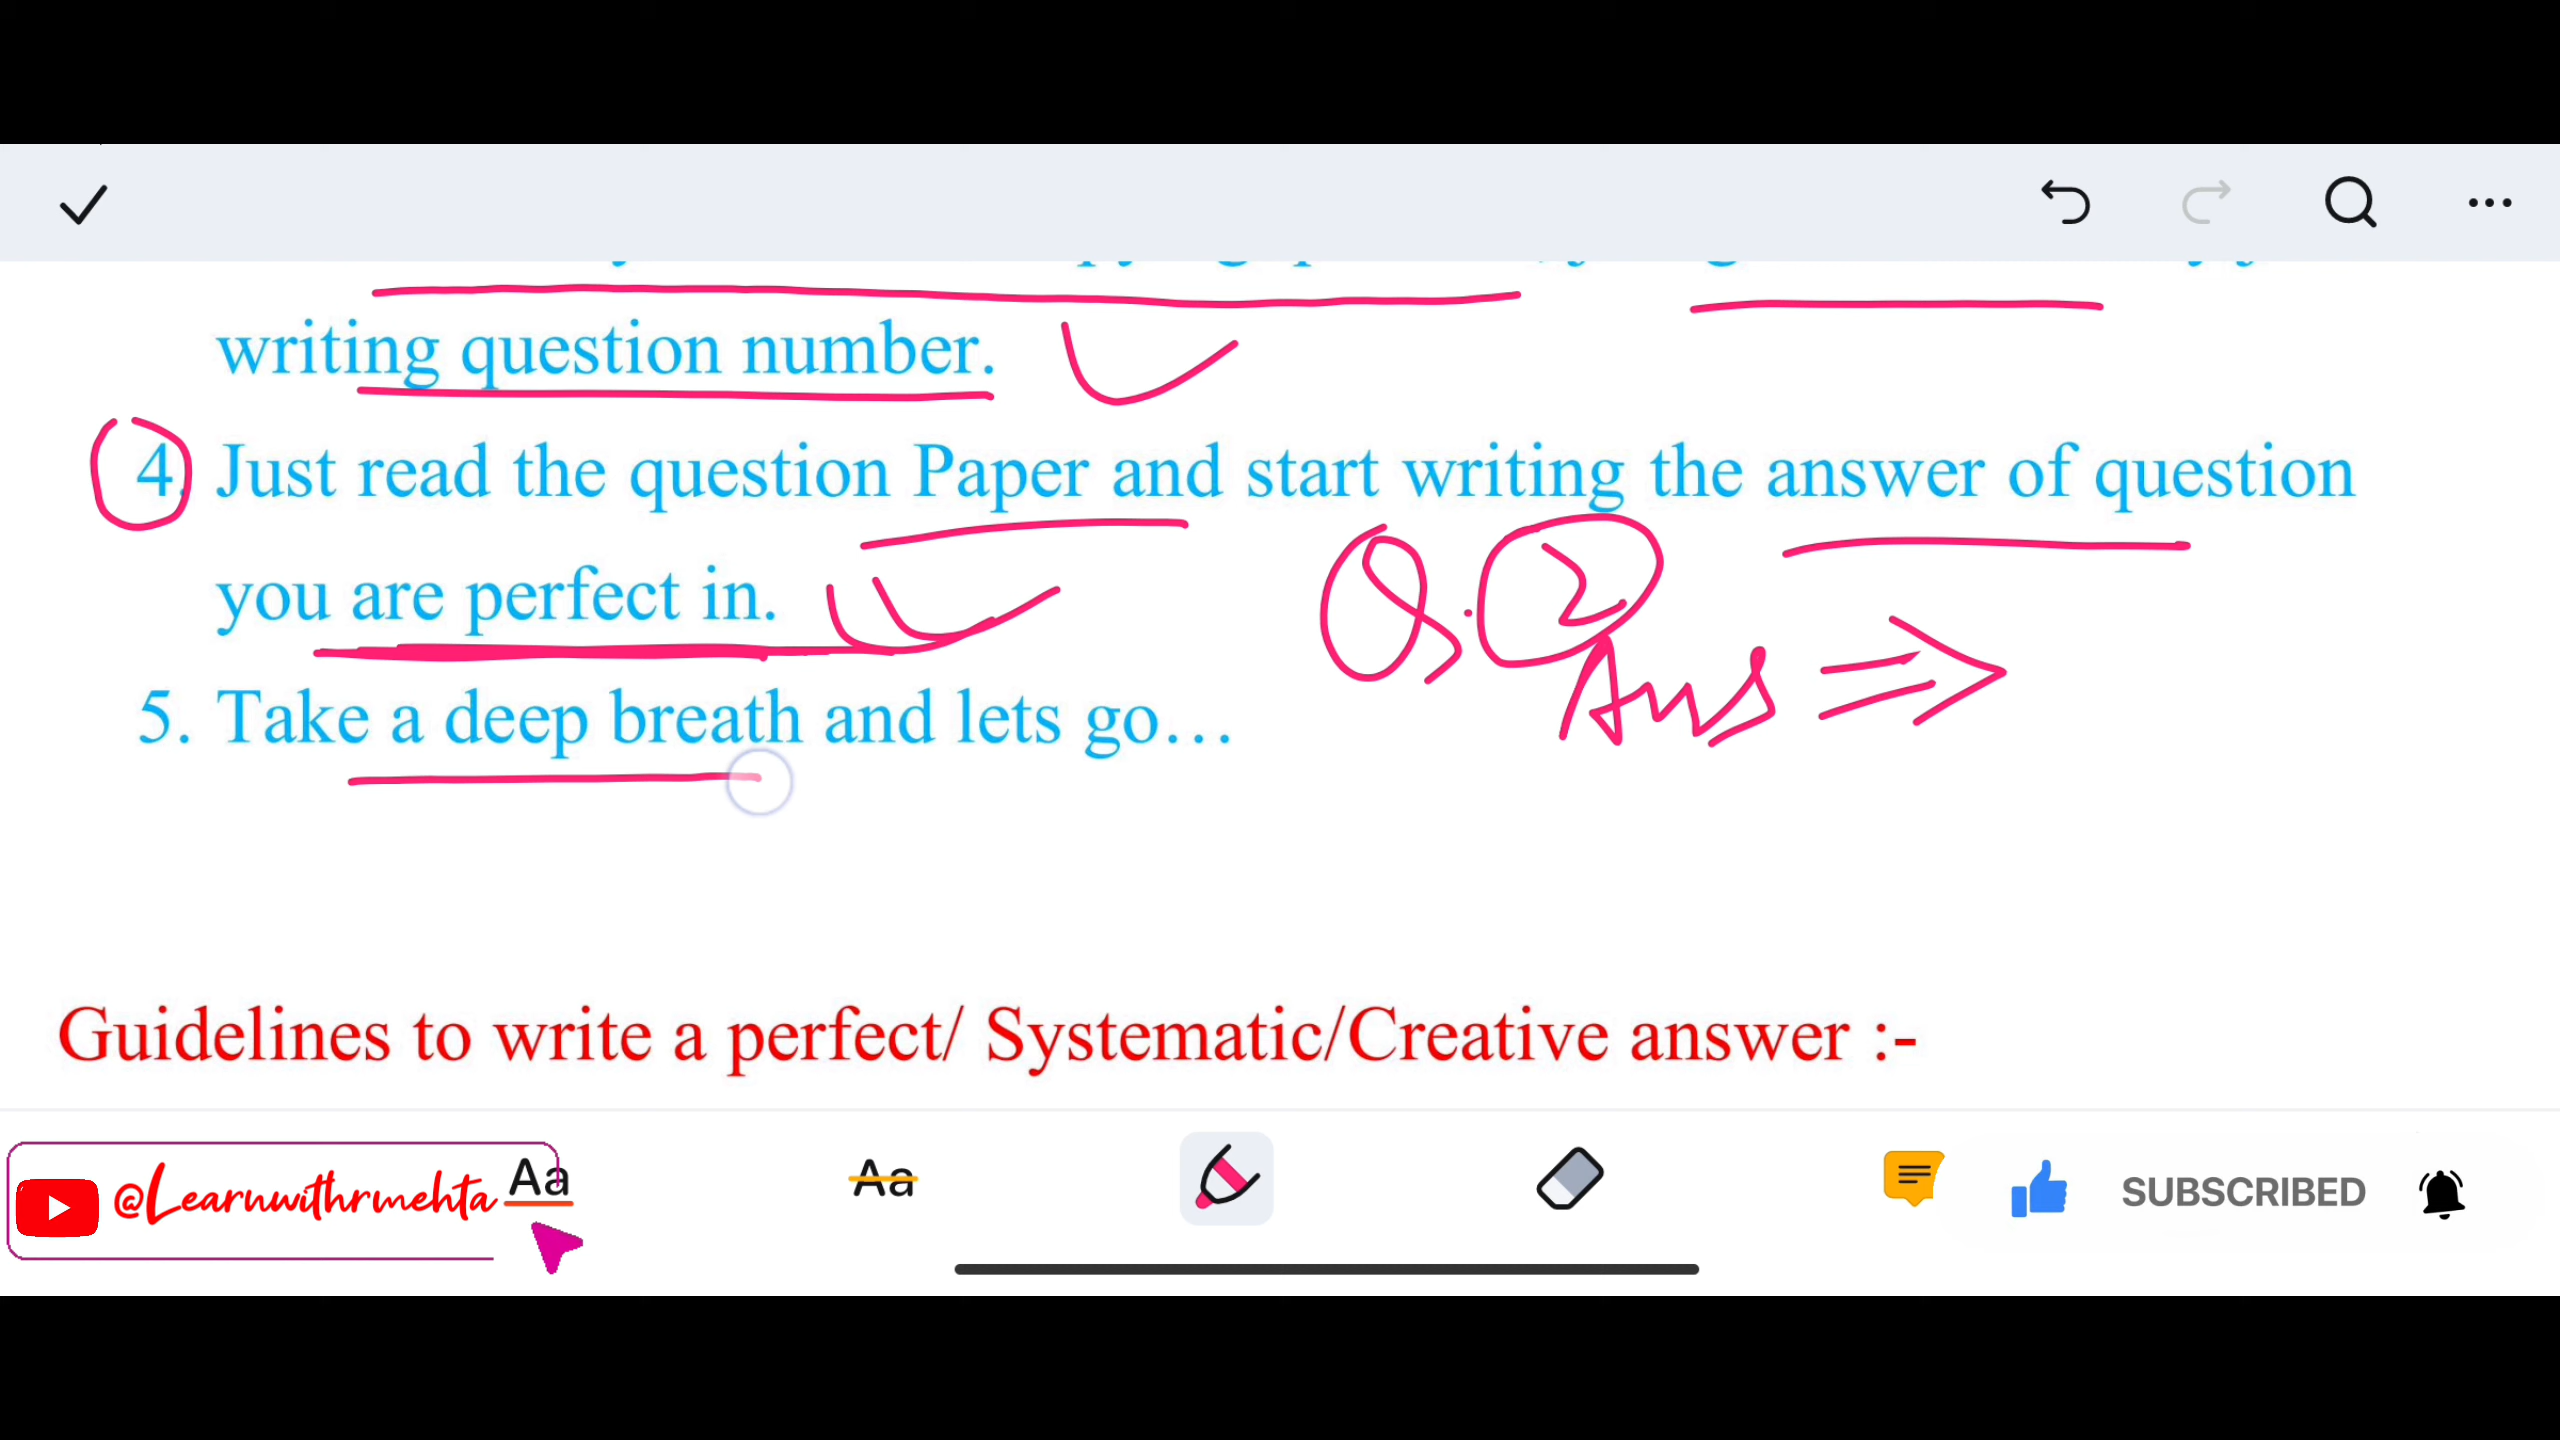 writing question number.
4. Just read the question Paper and start writing the answer of question
you are perfect in.
Q.2
Ans ⇒
5. Take a deep breath and lets go...
Guidelines to write a perfect/ Systematic/Creative answer :-
@Learnwithrmehta Aa Aa SUBSCRIBED